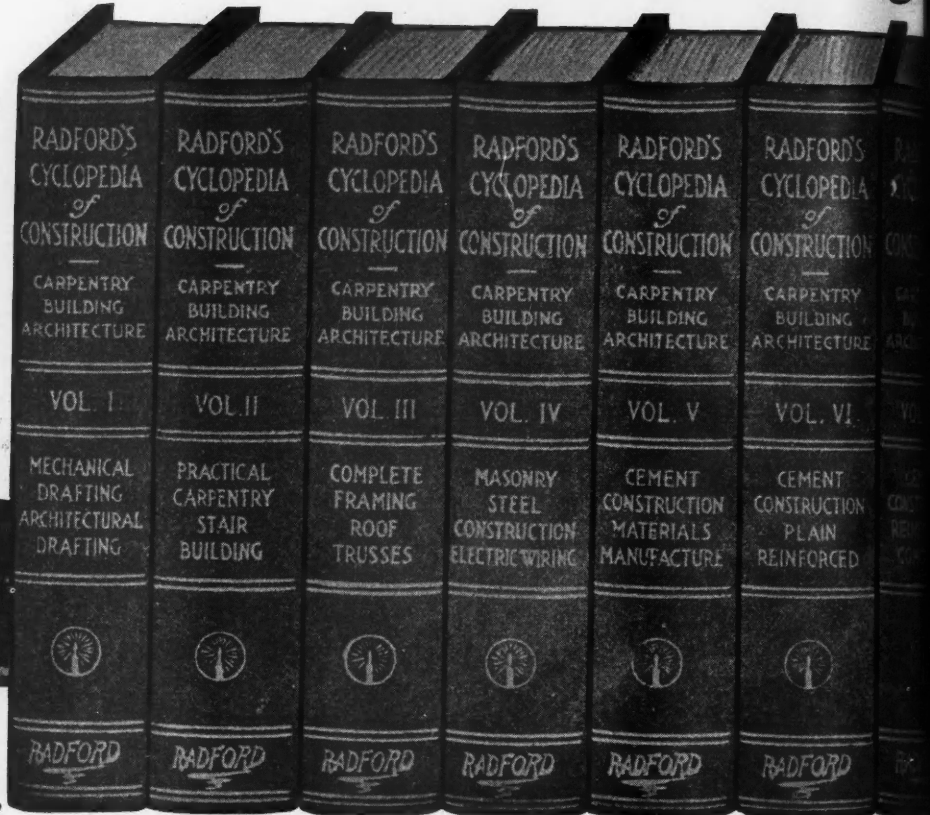 RADFORD'S
CYCLOPEDIA
of
CONSTRUCTION
CARPENTRY
BUILDING
ARCHITECTURE
VOL. I
MECHANICAL
DRAFTING
ARCHITECTURAL
DRAFTING
RADFORD
RADFORD'S
CYCLOPEDIA
of
CONSTRUCTION
CARPENTRY
BUILDING
ARCHITECTURE
VOL. II
PRACTICAL
CARPENTRY
STAIR
BUILDING
RADFORD
RADFORD'S
CYCLOPEDIA
of
CONSTRUCTION
CARPENTRY
BUILDING
ARCHITECTURE
VOL. III
COMPLETE
FRAMING
ROOF
TRUSSES
RADFORD
RADFORD'S
CYCLOPEDIA
of
CONSTRUCTION
CARPENTRY
BUILDING
ARCHITECTURE
VOL. IV
MASONRY
STEEL
CONSTRUCTION
ELECTRIC WIRING
RADFORD
RADFORD'S
CYCLOPEDIA
of
CONSTRUCTION
CARPENTRY
BUILDING
ARCHITECTURE
VOL. V
CEMENT
CONSTRUCTION
MATERIALS
MANUFACTURE
RADFORD
RADFORD'S
CYCLOPEDIA
of
CONSTRUCTION
CARPENTRY
BUILDING
ARCHITECTURE
VOL. VI
CEMENT
CONSTRUCTION
PLAIN
REINFORCED
RADFORD